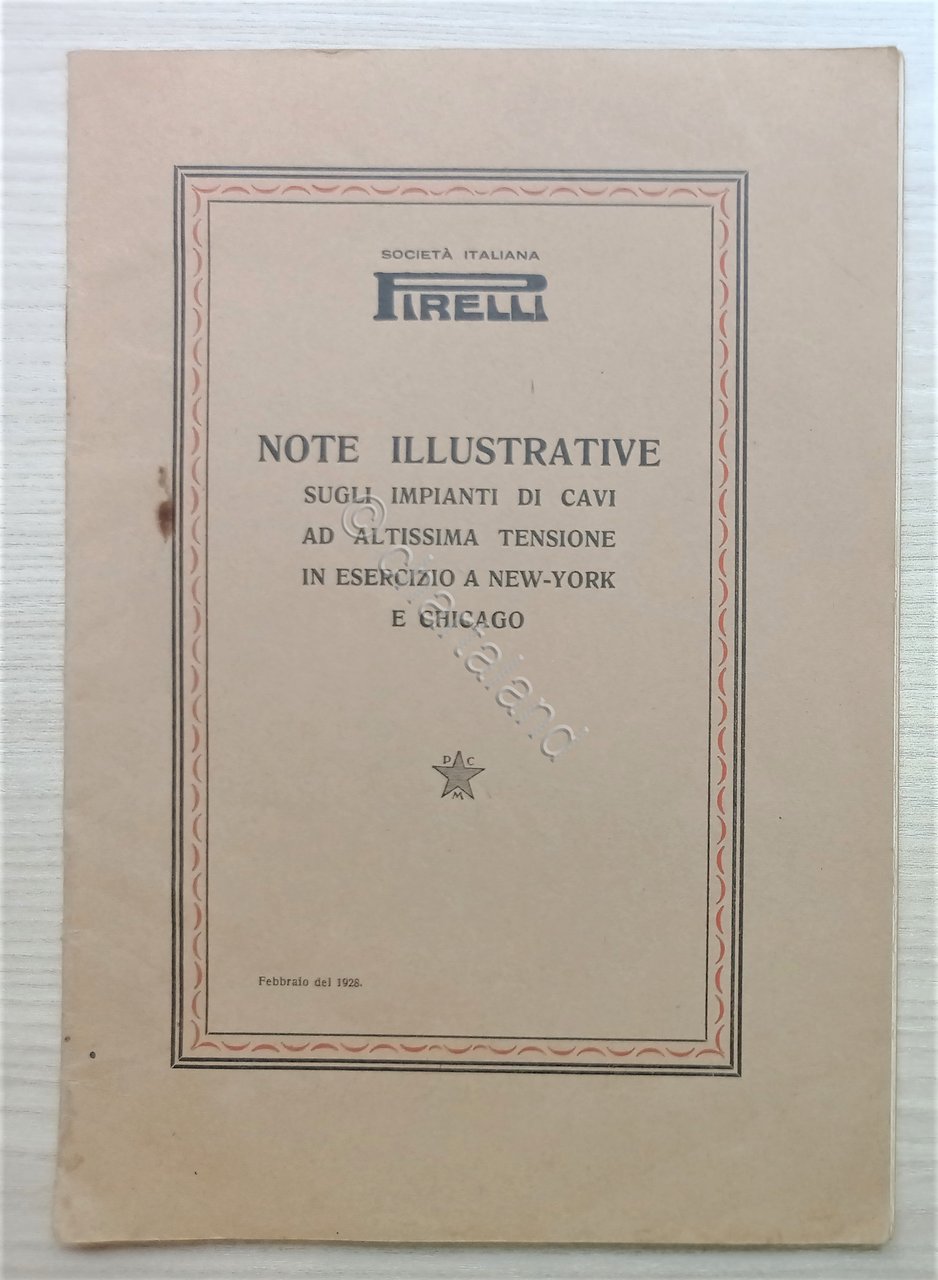 SOCIETÀ ITALIANA
PIRELLI
NOTE ILLUSTRATIVE
SUGLI IMPIANTI DI CAVI
AD ALTISSIMA TENSIONE
IN ESERCIZIO A NEW-YORK
E CHICAGO
© chartaland
P C
M
Febbraio del 1928.